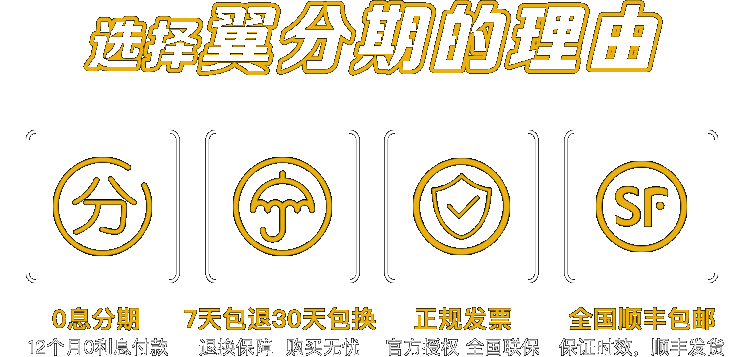 选择翼分期的理由
分
SF
0息分期 7天包退30天包换 正规发票 全国顺丰包邮
12个月0利息付款 退换保障 购买无忧 官方授权 全国联保 保证时效，顺丰发货